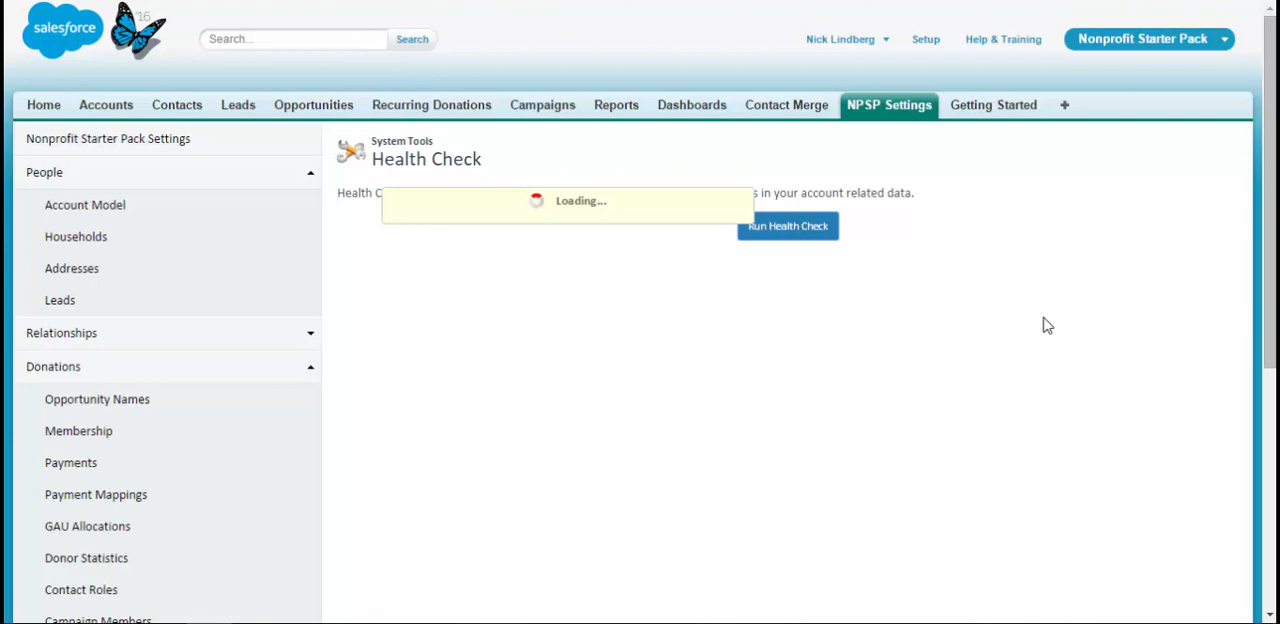 salesforce
'16
Search...
Search
Nick Lindberg
Setup
Help & Training
Nonprofit Starter Pack
Home
Accounts
Contacts
Leads
Opportunities
Recurring Donations
Campaigns
Reports
Dashboards
Contact Merge
NPSP Settings
Getting Started
+
Nonprofit Starter Pack Settings
People
Account Model
Households
Addresses
Leads
Relationships
Donations
Opportunity Names
Membership
Payments
Payment Mappings
GAU Allocations
Donor Statistics
Contact Roles
Campaign Members
System Tools
Health Check
Health C
Loading...
s in your account related data.
Run Health Check